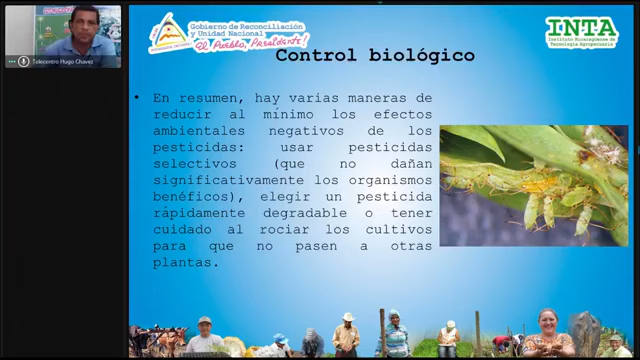 Gobierno de Reconciliación
y Unidad Nacional
El Pueblo, Presidente!
INTA
Instituto Nicaragüense de
Tecnología Agropecuaria
Telecentro Hugo Chavez
Control biológico
• En resumen, hay varias maneras de
reducir al mínimo los efectos
ambientales negativos de los
pesticidas: usar pesticidas
selectivos (que no dañan
significativamente los organismos
benéficos), elegir un pesticida
rápidamente degradable o tener
cuidado al rociar los cultivos
para que no pasen a otras
plantas.